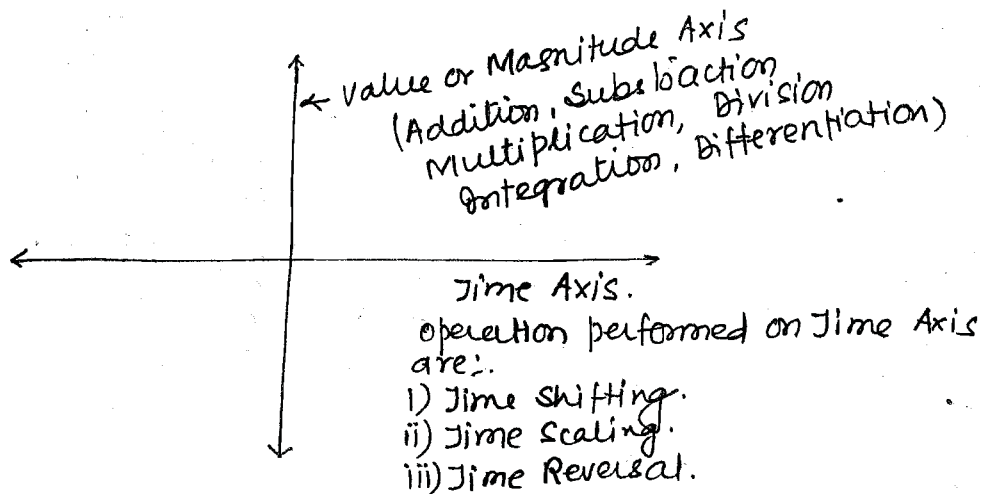 Value or Magnitude Axis
(Addition, Substraction
Multiplication, Division
Integration, Differentiation)
Time Axis.
operation performed on Time Axis
are:.
i) Time Shifting.
ii) Time Scaling.
iii) Time Reversal.